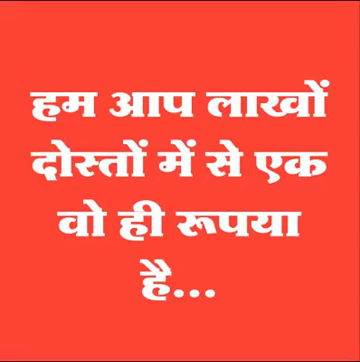 हम आप लाखों
दोस्तों में से एक
वो ही रूपया
है...